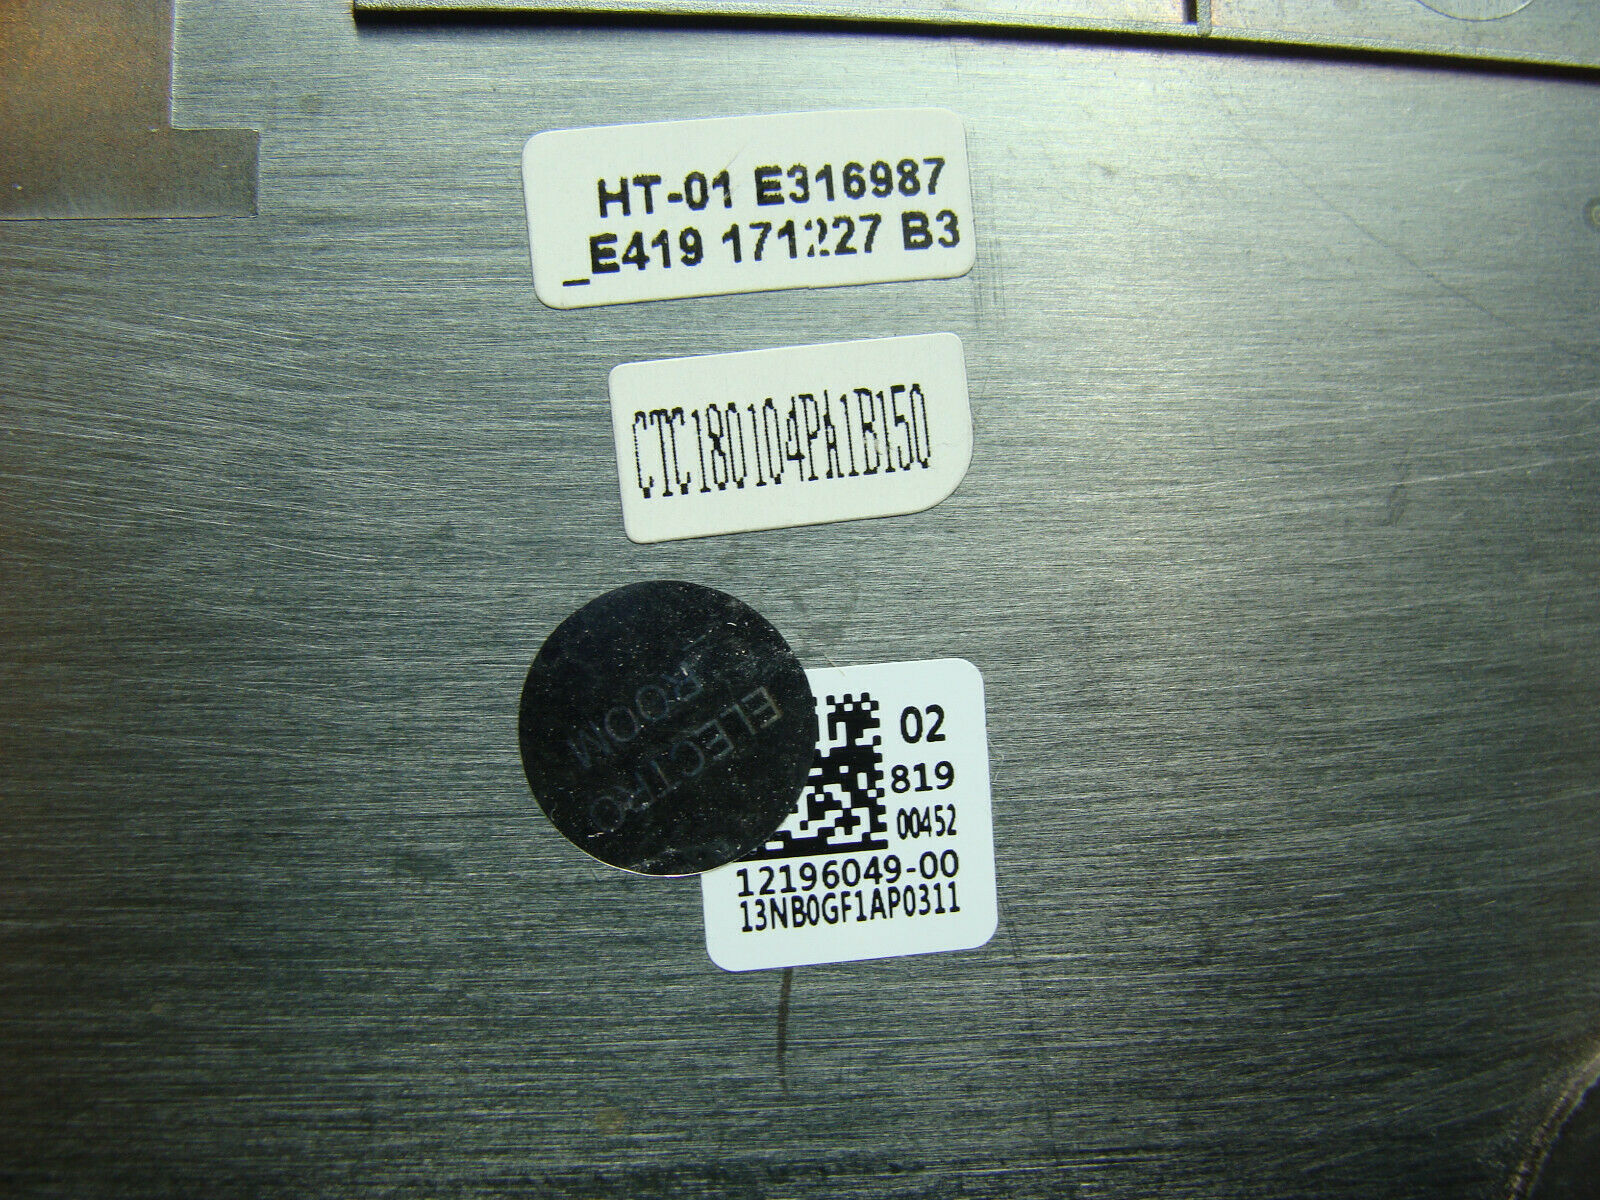 HT-01 E316987
_E419 171227 B3
CTC180104PA1B150
ELECTRO
ROOM
02
819
00452
12196049-00
13NB0GF1AP0311